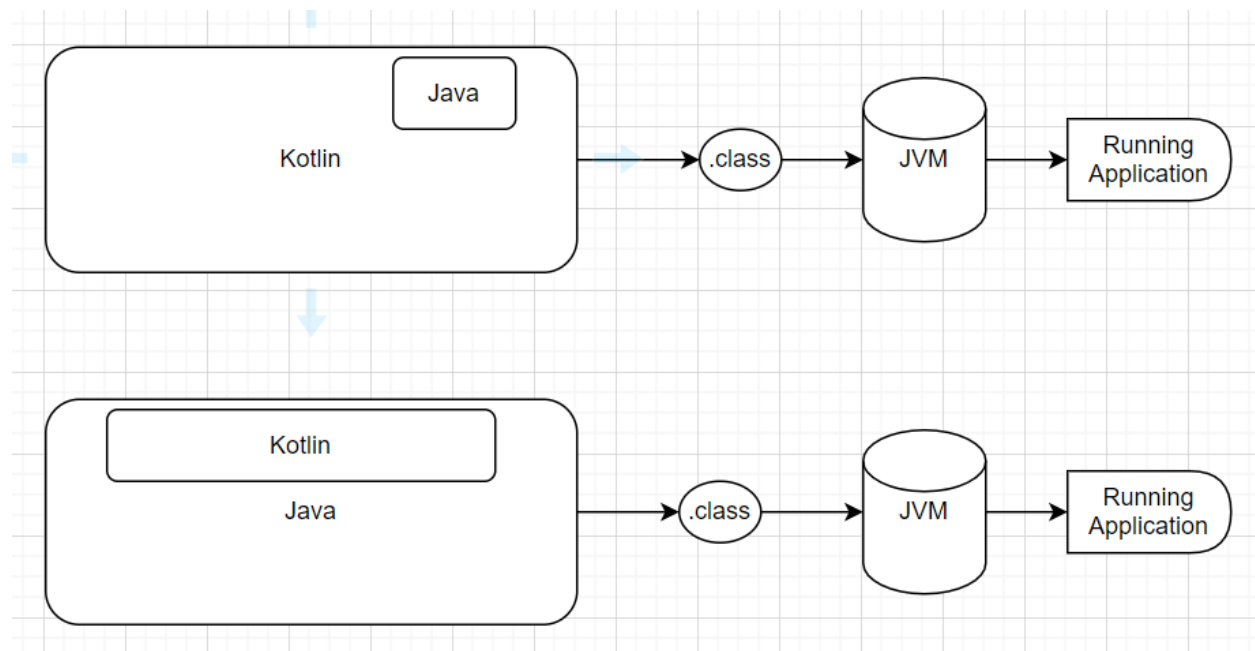 Java
Kotlin
.class
JVM
Running
Application
Kotlin
Java
.class
JVM
Running
Application